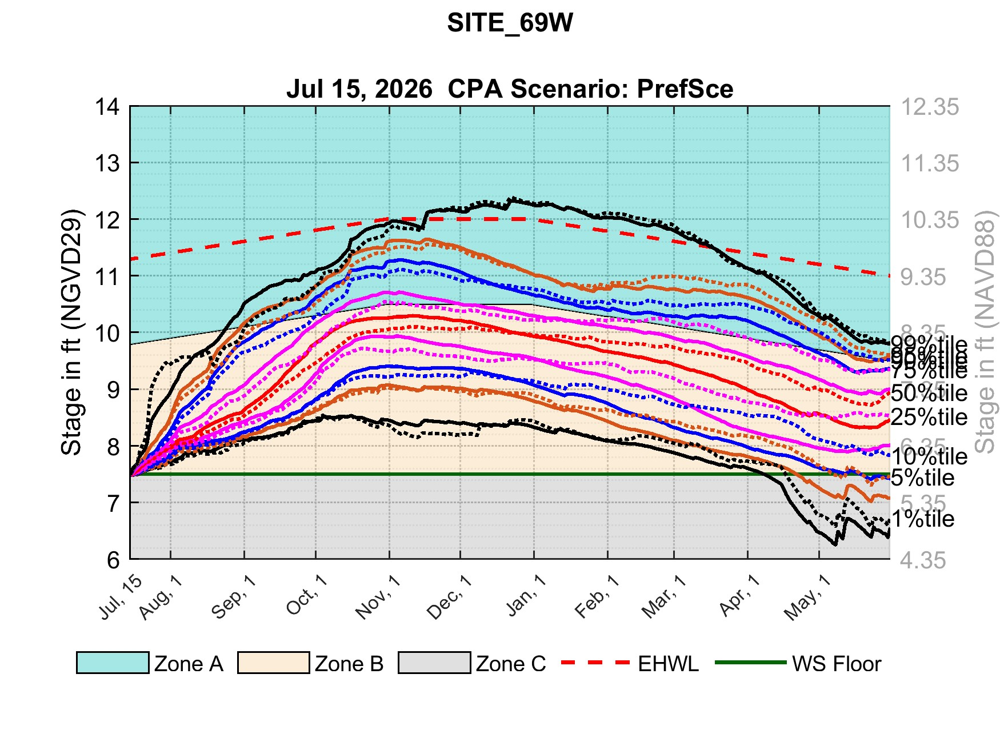 SITE_69W
Jul 15, 2026  CPA Scenario: PrefSce
Stage in ft (NGVD29)
14
13
12
11
10
9
8
7
6
12.35
11.35
10.35
9.35
8.35
6.35
5.35
4.35
Stage in ft (NAVD88)
99%tile
90%tile
75%tile
50%tile
25%tile
10%tile
5%tile
1%tile
Jul, 15
Aug, 1
Sep, 1
Oct, 1
Nov, 1
Dec, 1
Jan, 1
Feb, 1
Mar, 1
Apr, 1
May, 1
Zone A
Zone B
Zone C
EHWL
WS Floor